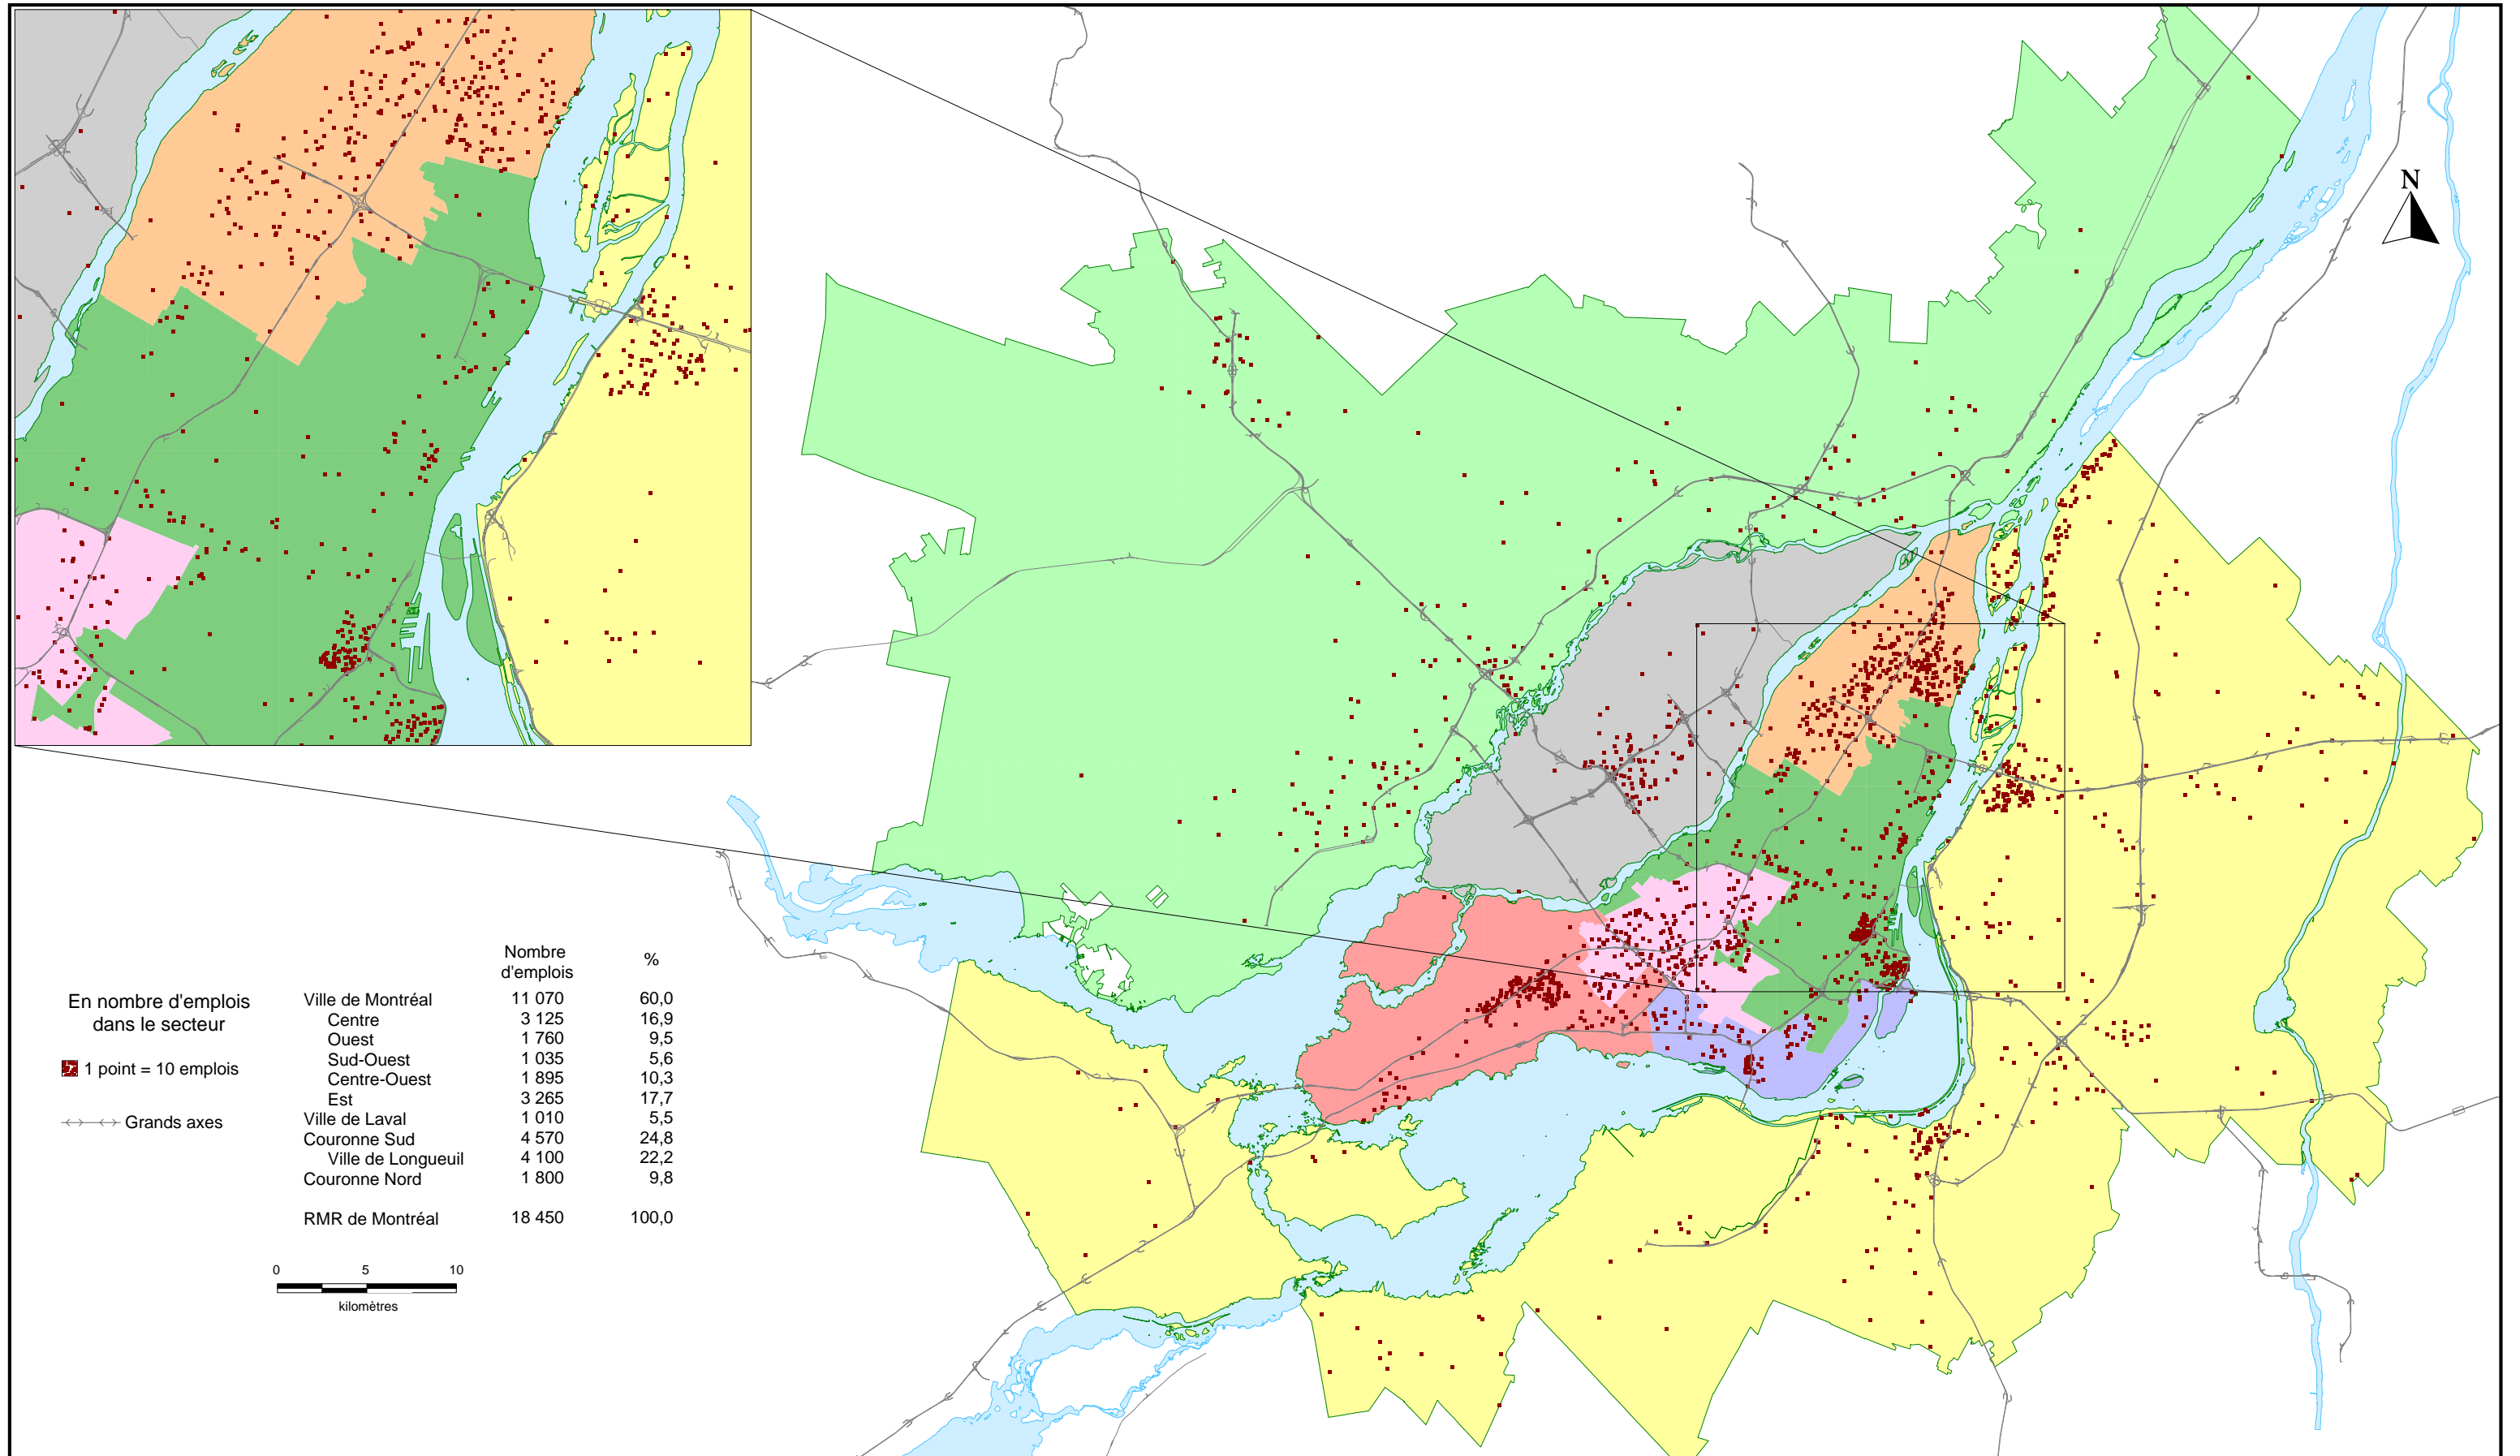 N
Nombre d'emplois
%
En nombre d'emplois
dans le secteur
1 point = 10 emplois
Grands axes
Ville de Montréal 11 070 60,0
Centre 3 125 16,9
Ouest 1 760 9,5
Sud-Ouest 1 035 5,6
Centre-Ouest 1 895 10,3
Est 3 265 17,7
Ville de Laval 1 010 5,5
Couronne Sud 4 570 24,8
Ville de Longueuil 4 100 22,2
Couronne Nord 1 800 9,8
RMR de Montréal 18 450 100,0
0 5 10
kilomètres